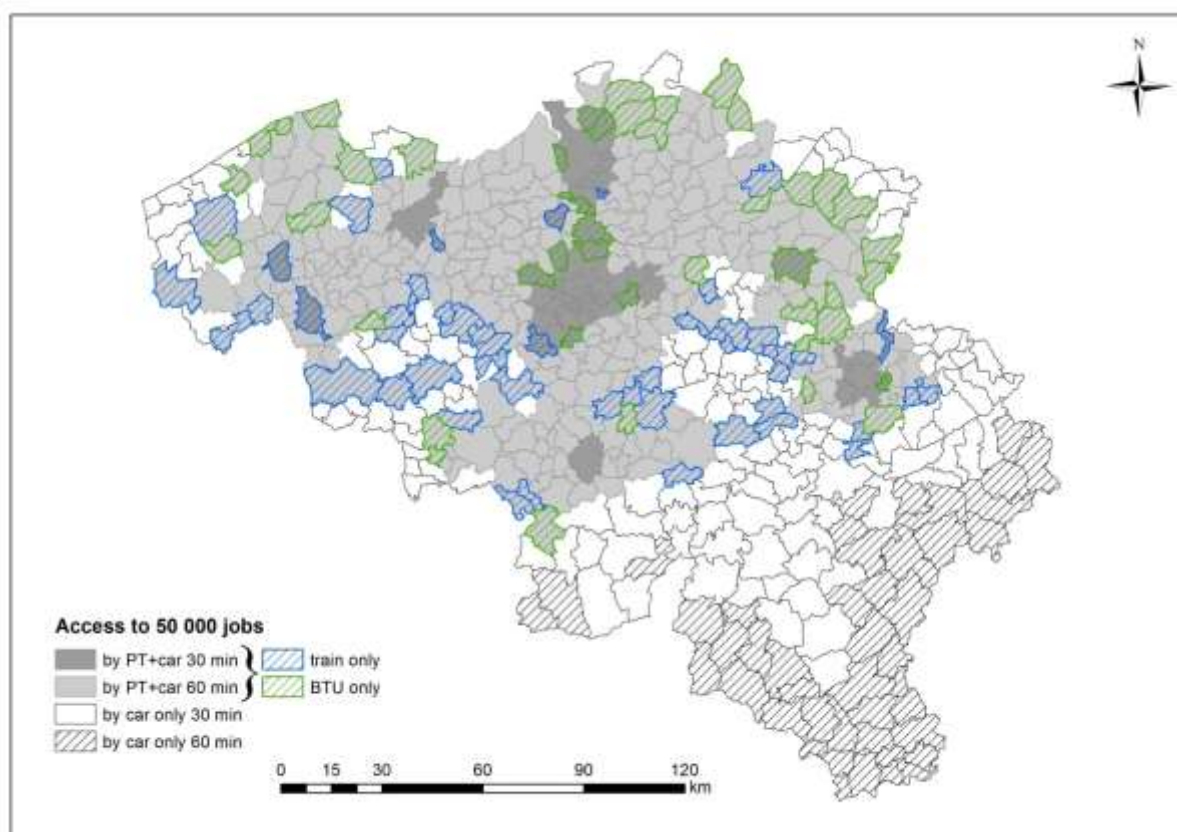 N
Access to 50 000 jobs
by PT+car 30 min } train only
by PT+car 60 min } BTU only
by car only 30 min
by car only 60 min
0 15 30 60 90 120
km